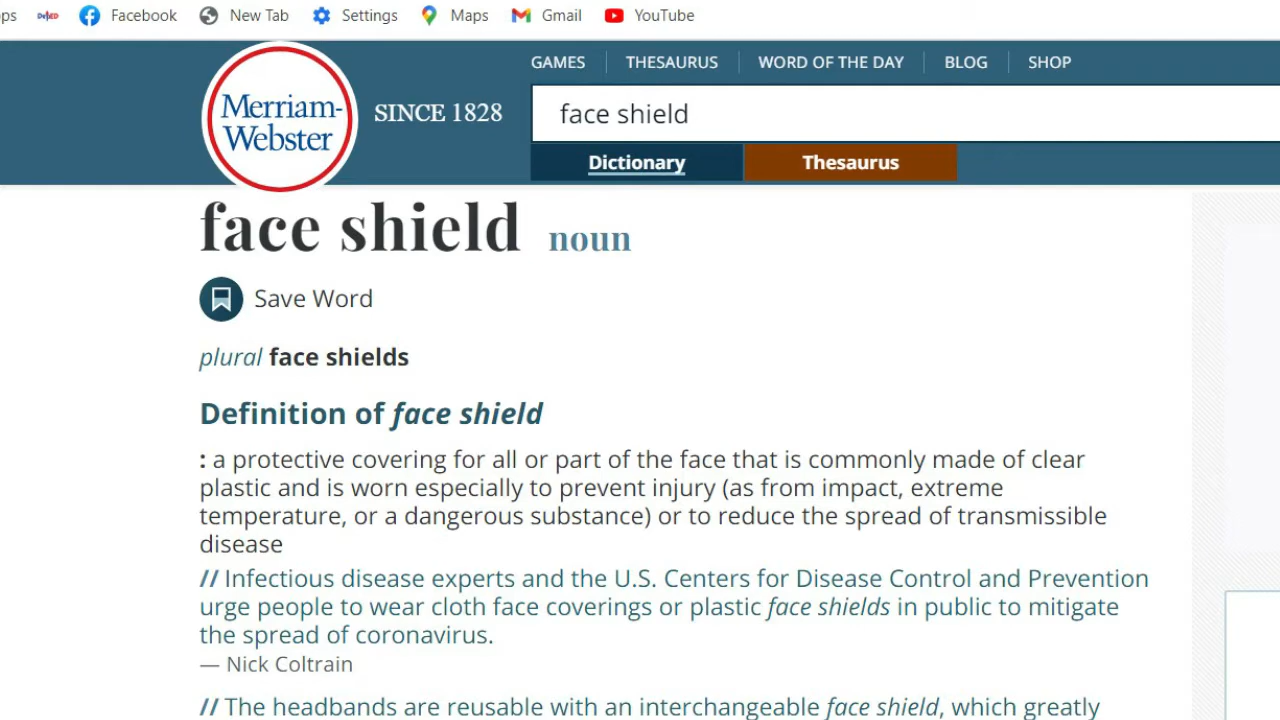 ps Facebook New Tab Settings Maps Gmail YouTube
GAMES THESAURUS WORD OF THE DAY BLOG SHOP
Merriam-
Webster
SINCE 1828
face shield
Dictionary Thesaurus
face shield noun
Save Word
plural face shields
Definition of face shield
: a protective covering for all or part of the face that is commonly made of clear
plastic and is worn especially to prevent injury (as from impact, extreme
temperature, or a dangerous substance) or to reduce the spread of transmissible
disease
// Infectious disease experts and the U.S. Centers for Disease Control and Prevention
urge people to wear cloth face coverings or plastic face shields in public to mitigate
the spread of coronavirus.
— Nick Coltrain
// The headbands are reusable with an interchangeable face shield, which greatly